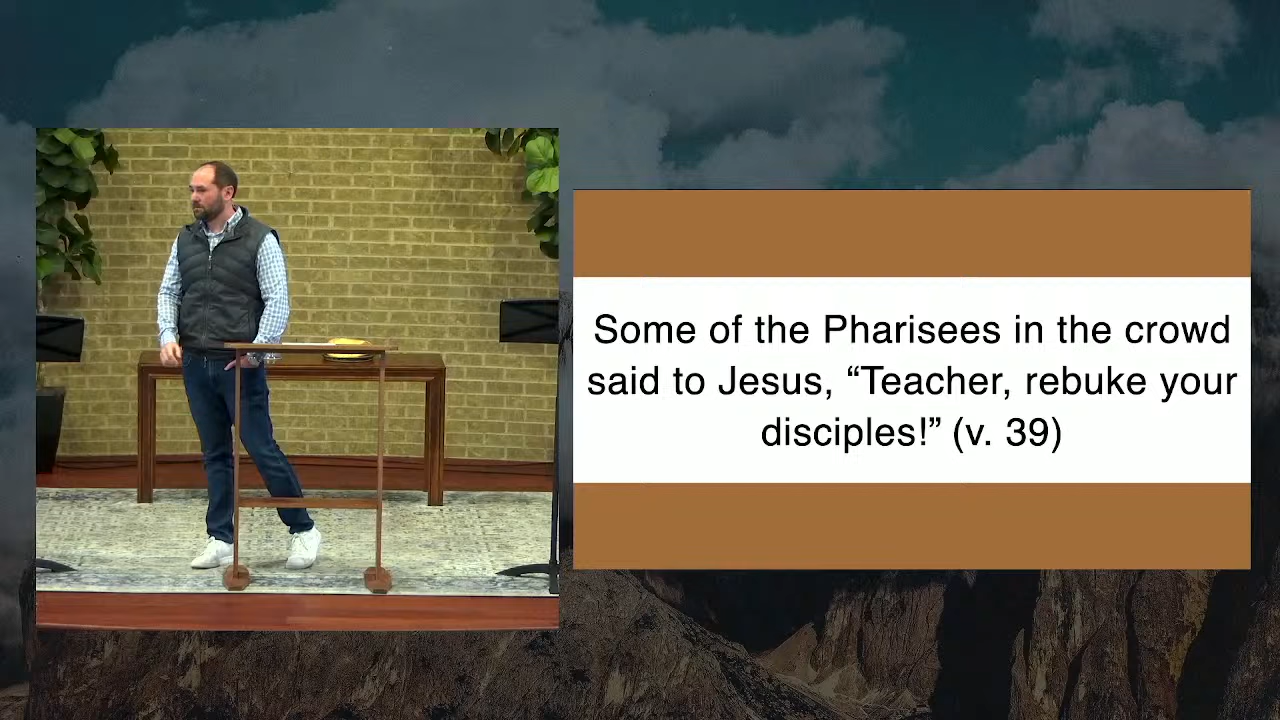 Some of the Pharisees in the crowd
said to Jesus, “Teacher, rebuke your
disciples!” (v. 39)